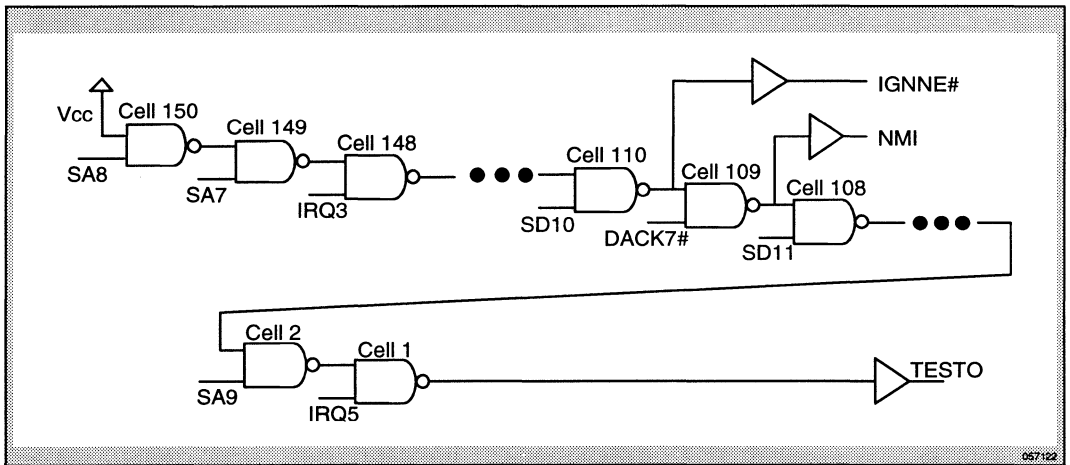 IGNNE#
Vcc
Cell 150
Cell 149
Cell 148
Cell 110
Cell 109
Cell 108
NMI
SA8
SA7
IRQ3
SD10
DACK7#
SD11
Cell 2
Cell 1
SA9
IRQ5
TESTO
057122